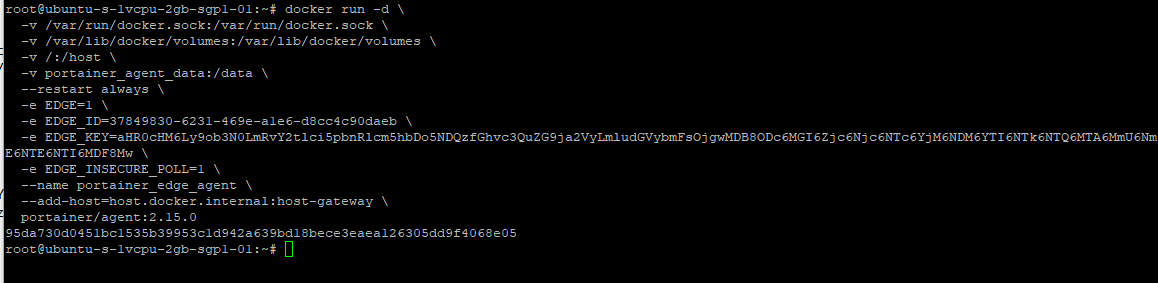 root@ubuntu-s-1vcpu-2gb-sgp1-01:~# docker run -d \
  -v /var/run/docker.sock:/var/run/docker.sock \
  -v /var/lib/docker/volumes:/var/lib/docker/volumes \
  -v /:/host \
  -v portainer_agent_data:/data \
  --restart always \
  -e EDGE=1 \
  -e EDGE_ID=37849830-6231-469e-a1e6-d8cc4c90daeb \
  -e EDGE_KEY=aHR0cHM6Ly9ob3N0LmRvY2tlci5pbnRlcm5hbDo5NDQzfGhvc3QuZG9ja2VyLmludGVybmFsOjgwMDB8ODc6MGI6Zjc6Njc6NTc6YjM6NDM6YTI6NTk6NTQ6MTA6MmU6Nm
E6NTE6NTI6MDF8Mw \
  -e EDGE_INSECURE_POLL=1 \
  --name portainer_edge_agent \
  --add-host=host.docker.internal:host-gateway \
  portainer/agent:2.15.0
95da730d0451bc1535b39953c1d942a639bd18bece3eaea126305dd9f4068e05
root@ubuntu-s-1vcpu-2gb-sgp1-01:~#